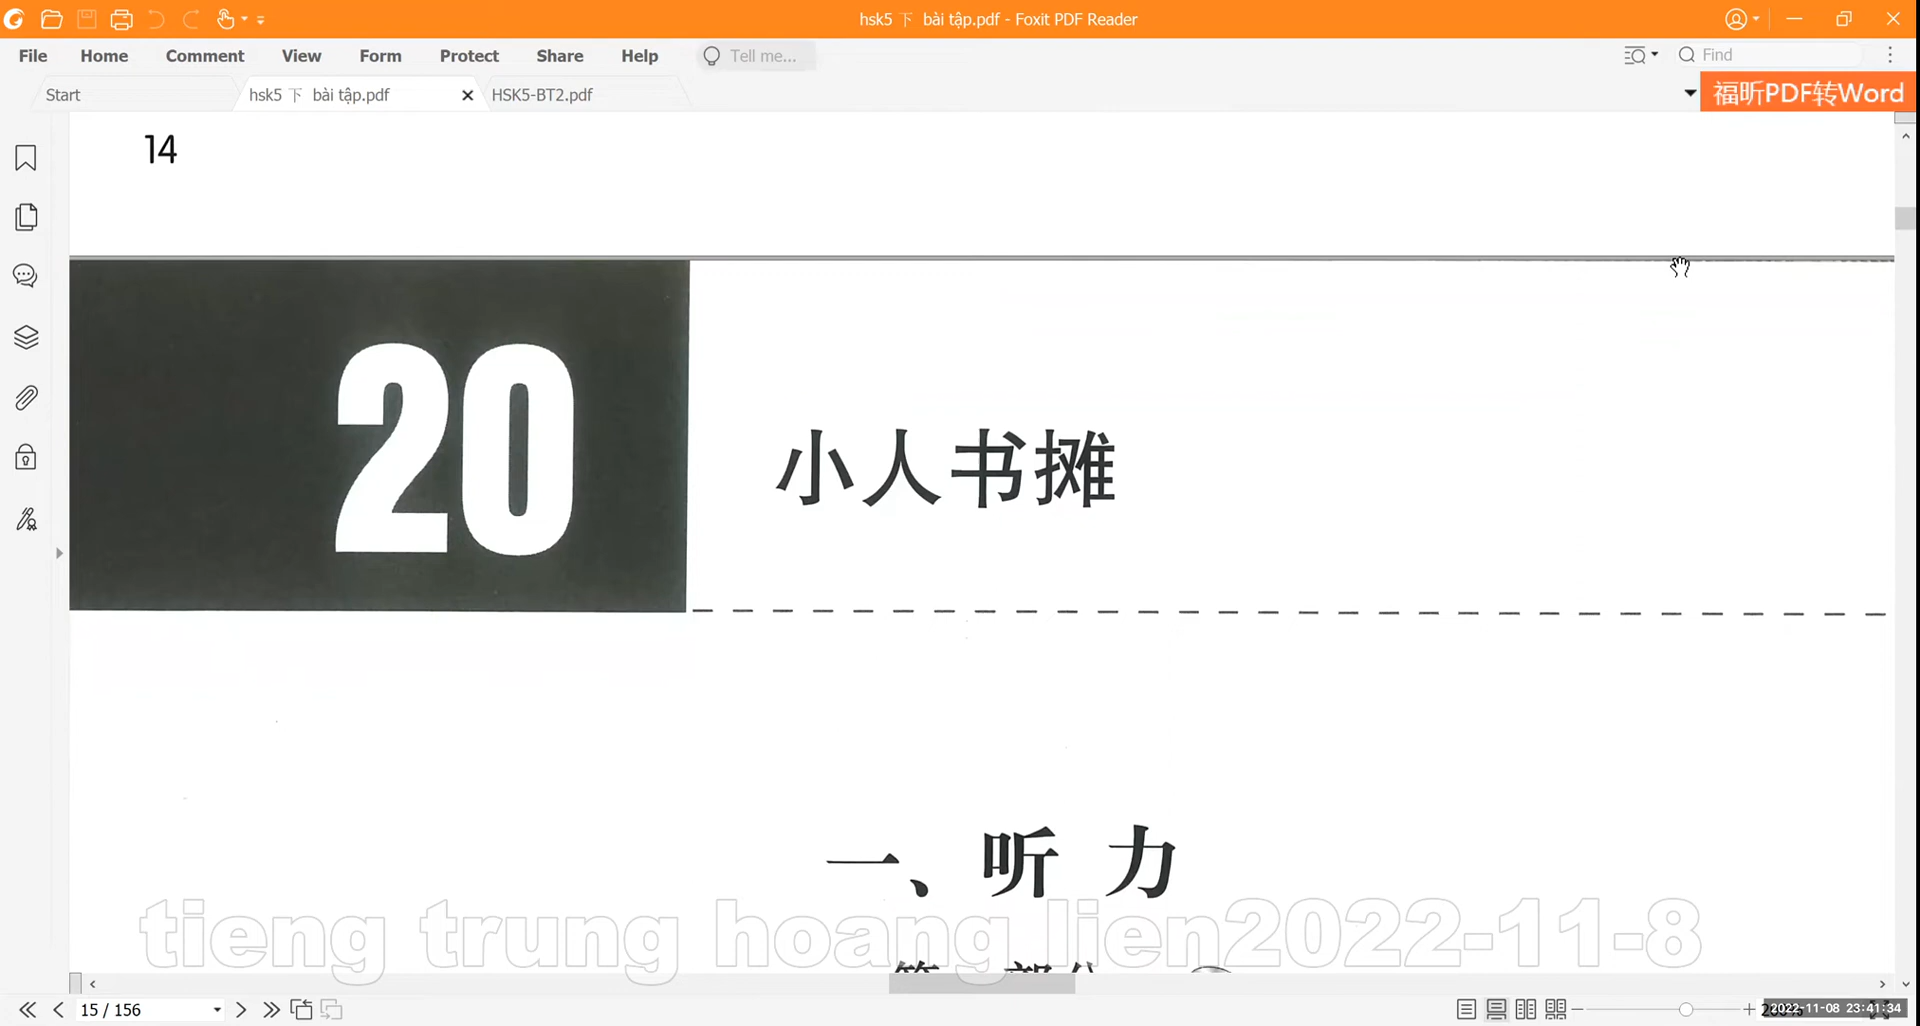 hsk5 下 bài tập.pdf - Foxit PDF Reader
File Home Comment View Form Protect Share Help Tell me... Find
Start hsk5 下 bài tập.pdf HSK5-BT2.pdf 福昕PDF转Word
14
20 小人书摊
一、听 力
tieng trung hoang lien2022-11-8
15 / 156 2022-11-08 23:41:34